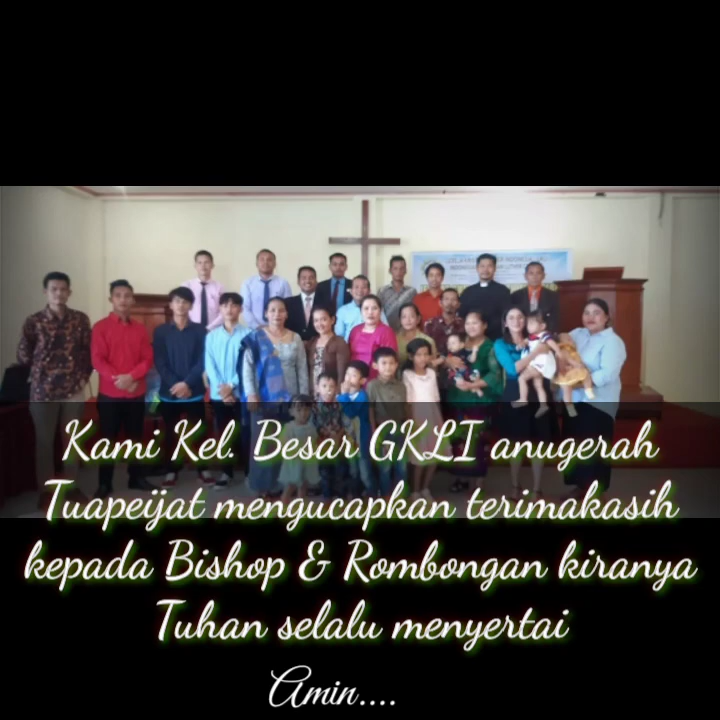 Kami Kel. Besar GKLI anugerah
Tuapeijat mengucapkan terimakasih
kepada Bishop & Rombongan kiranya
Tuhan selalu menyertai
Amin....